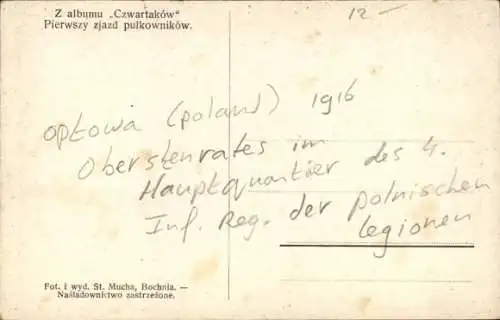 Z albumu „Czwartaków"
Pierwszy zjazd pułkowników.
12 —
Opłowa (poland) 1916
Oberstenrates im
Hauptquartier des 4.
Inf. Reg. der polnischen
legionen
Fot. i wyd. St. Mucha, Bochnia. —
Naśladownictwo zastrzeżone.